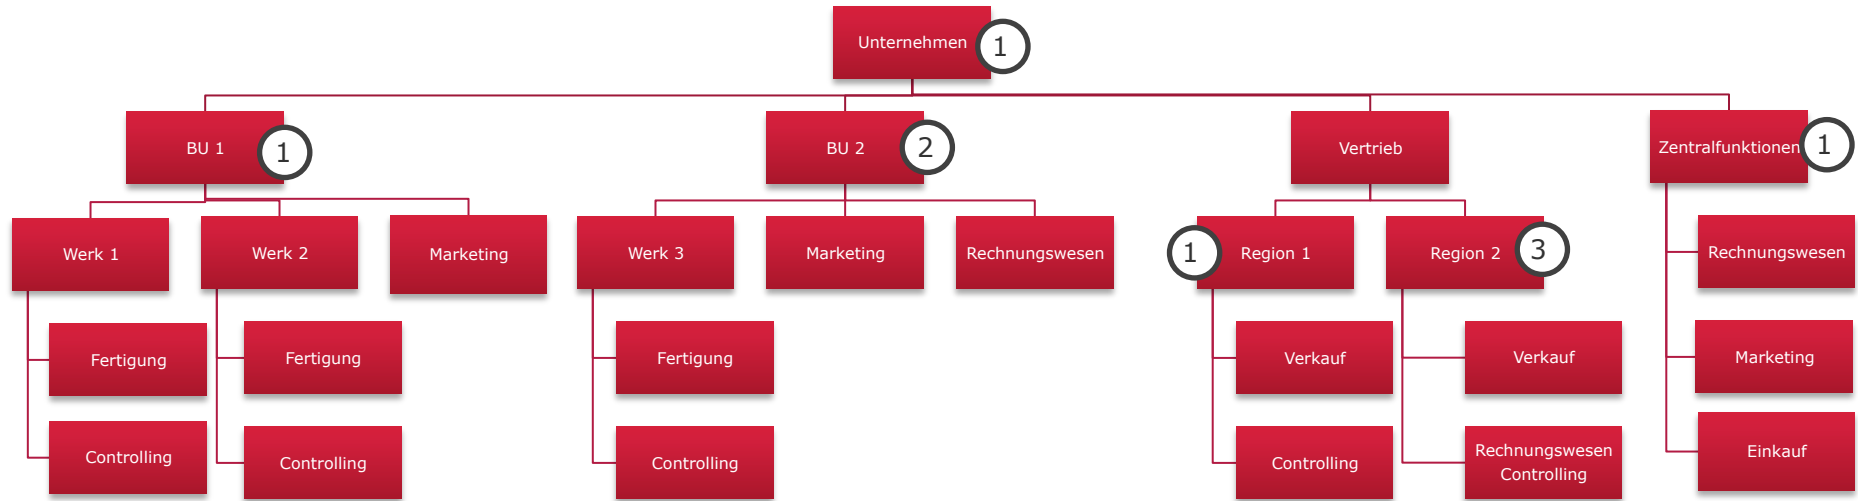 Unternehmen 1
BU 1 1
BU 2 2
Vertrieb
Zentralfunktionen 1
Werk 1
Werk 2
Marketing
Werk 3
Marketing
Rechnungswesen
1 Region 1
Region 2 3
Rechnungswesen
Fertigung
Fertigung
Fertigung
Verkauf
Verkauf
Marketing
Controlling
Controlling
Controlling
Controlling
Rechnungswesen
Controlling
Einkauf